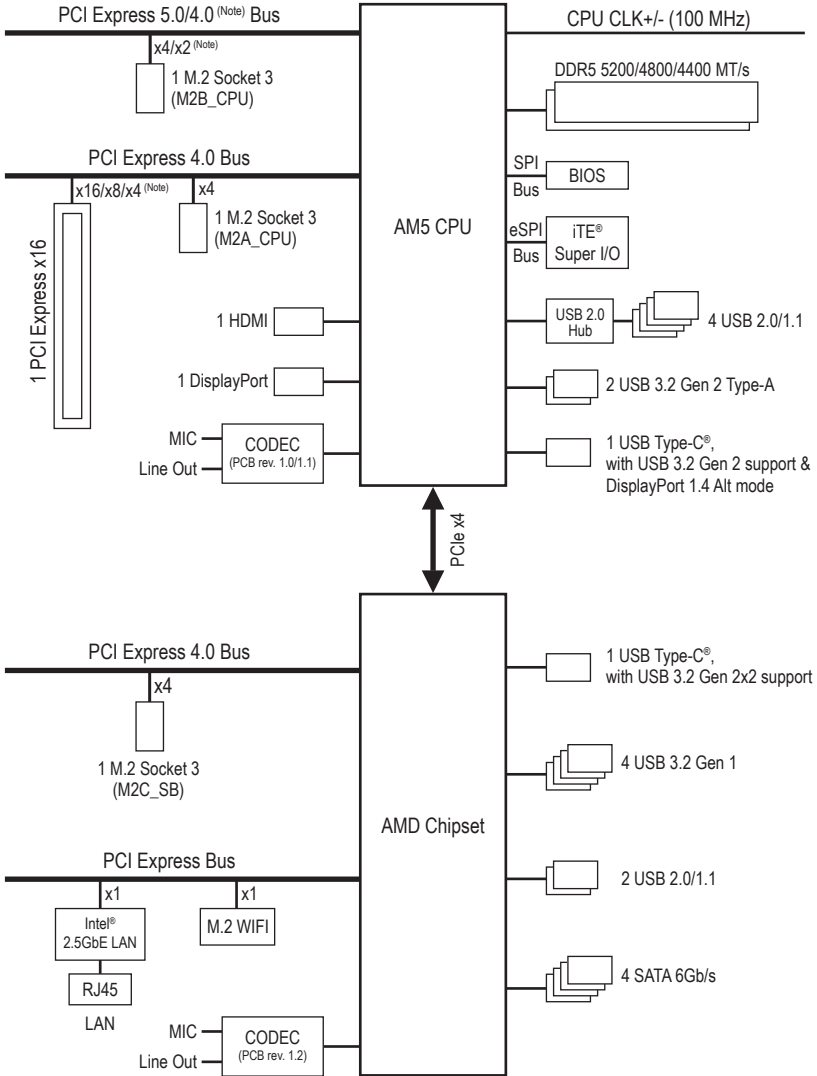 PCI Express 5.0/4.0 (Note) Bus
CPU CLK+/- (100 MHz)
x4/x2 (Note)
1 M.2 Socket 3
(M2B_CPU)
DDR5 5200/4800/4400 MT/s
PCI Express 4.0 Bus
x16/x8/x4 (Note)
x4
1 M.2 Socket 3
(M2A_CPU)
1 PCI Express x16
AM5 CPU
SPI
Bus
BIOS
eSPI
Bus
iTE®
Super I/O
1 HDMI
USB 2.0
Hub
4 USB 2.0/1.1
1 DisplayPort
2 USB 3.2 Gen 2 Type-A
MIC
Line Out
CODEC
(PCB rev. 1.0/1.1)
1 USB Type-C®,
with USB 3.2 Gen 2 support &
DisplayPort 1.4 Alt mode
PCIe x4
PCI Express 4.0 Bus
x4
1 M.2 Socket 3
(M2C_SB)
AMD Chipset
1 USB Type-C®,
with USB 3.2 Gen 2x2 support
4 USB 3.2 Gen 1
PCI Express Bus
x1
x1
Intel®
2.5GbE LAN
M.2 WIFI
RJ45
LAN
2 USB 2.0/1.1
4 SATA 6Gb/s
MIC
Line Out
CODEC
(PCB rev. 1.2)